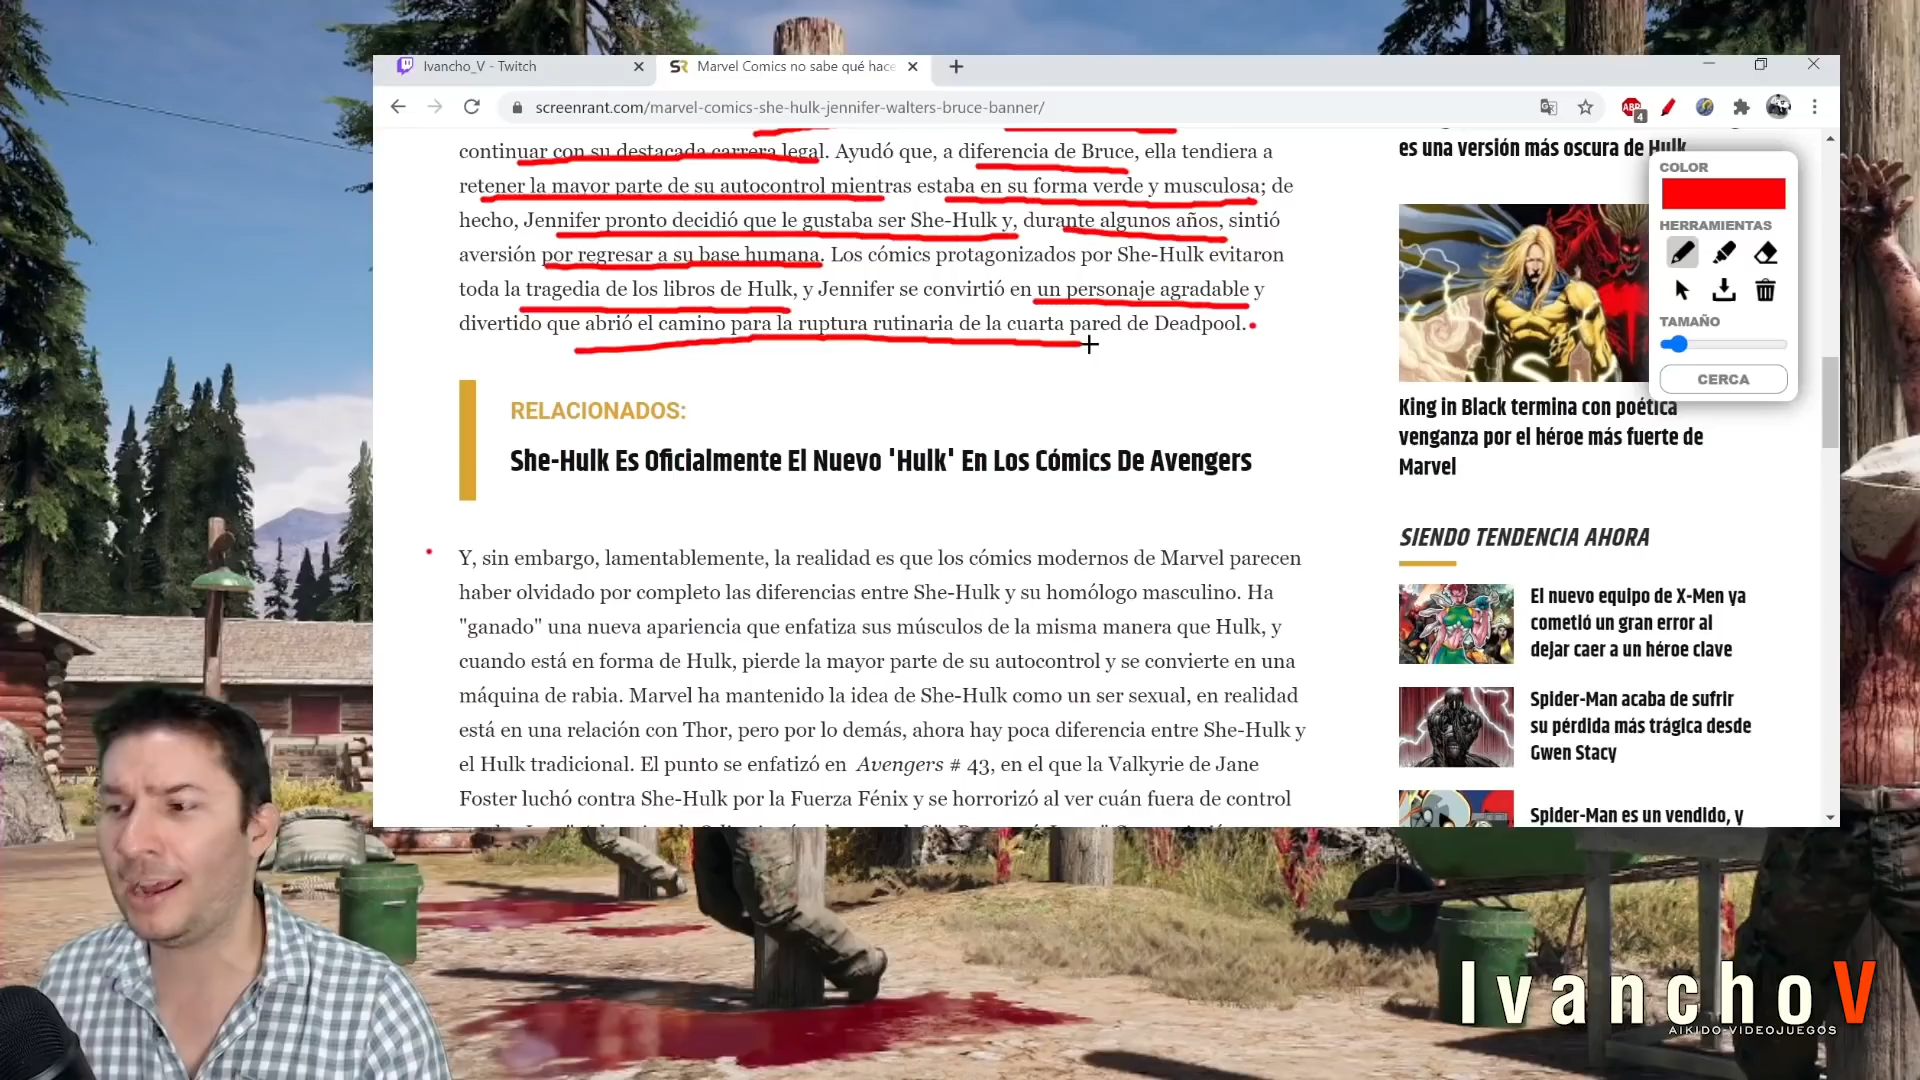 Ivancho_V - Twitch
SR Marvel Comics no sabe qué hace
screenrant.com/marvel-comics-she-hulk-jennifer-walters-bruce-banner/
ABP
4
continuar con su destacada carrera legal. Ayudó que, a diferencia de Bruce, ella tendiera a
retener la mayor parte de su autocontrol mientras estaba en su forma verde y musculosa; de
hecho, Jennifer pronto decidió que le gustaba ser She-Hulk y, durante algunos años, sintió
aversión por regresar a su base humana. Los cómics protagonizados por She-Hulk evitaron
toda la tragedia de los libros de Hulk, y Jennifer se convirtió en un personaje agradable y
divertido que abrió el camino para la ruptura rutinaria de la cuarta pared de Deadpool.
RELACIONADOS:
She-Hulk Es Oficialmente El Nuevo 'Hulk' En Los Cómics De Avengers
Y, sin embargo, lamentablemente, la realidad es que los cómics modernos de Marvel parecen
haber olvidado por completo las diferencias entre She-Hulk y su homólogo masculino. Ha
"ganado" una nueva apariencia que enfatiza sus músculos de la misma manera que Hulk, y
cuando está en forma de Hulk, pierde la mayor parte de su autocontrol y se convierte en una
máquina de rabia. Marvel ha mantenido la idea de She-Hulk como un ser sexual, en realidad
está en una relación con Thor, pero por lo demás, ahora hay poca diferencia entre She-Hulk y
el Hulk tradicional. El punto se enfatizó en Avengers # 43, en el que la Valkyrie de Jane
Foster luchó contra She-Hulk por la Fuerza Fénix y se horrorizó al ver cuán fuera de control
es una versión más oscura de Hulk
King in Black termina con poética
venganza por el héroe más fuerte de
Marvel
SIENDO TENDENCIA AHORA
El nuevo equipo de X-Men ya
cometió un gran error al
dejar caer a un héroe clave
Spider-Man acaba de sufrir
su pérdida más trágica desde
Gwen Stacy
Spider-Man es un vendido, y
COLOR
HERRAMIENTAS
TAMAÑO
CERCA
IvanchoV
AIKIDO-VIDEOJUEGOS